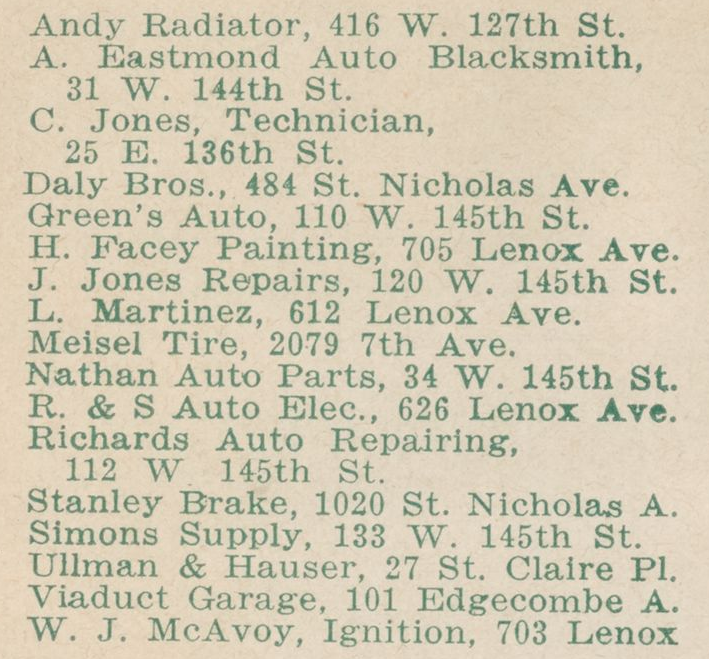 Andy Radiator, 416 W. 127th St.
A. Eastmond Auto Blacksmith,
31 W. 144th St.
C. Jones, Technician,
25 E. 136th St.
Daly Bros., 484 St. Nicholas Ave.
Green's Auto, 110 W. 145th St.
H. Facey Painting, 705 Lenox Ave.
J. Jones Repairs, 120 W. 145th St.
L. Martinez, 612 Lenox Ave.
Meisel Tire, 2079 7th Ave.
Nathan Auto Parts, 34 W. 145th St.
R. & S Auto Elec., 626 Lenox Ave.
Richards Auto Repairing,
112 W 145th St.
Stanley Brake, 1020 St. Nicholas A.
Simons Supply, 133 W. 145th St.
Ullman & Hauser, 27 St. Claire Pl.
Viaduct Garage, 101 Edgecombe A.
W. J. McAvoy, Ignition, 703 Lenox